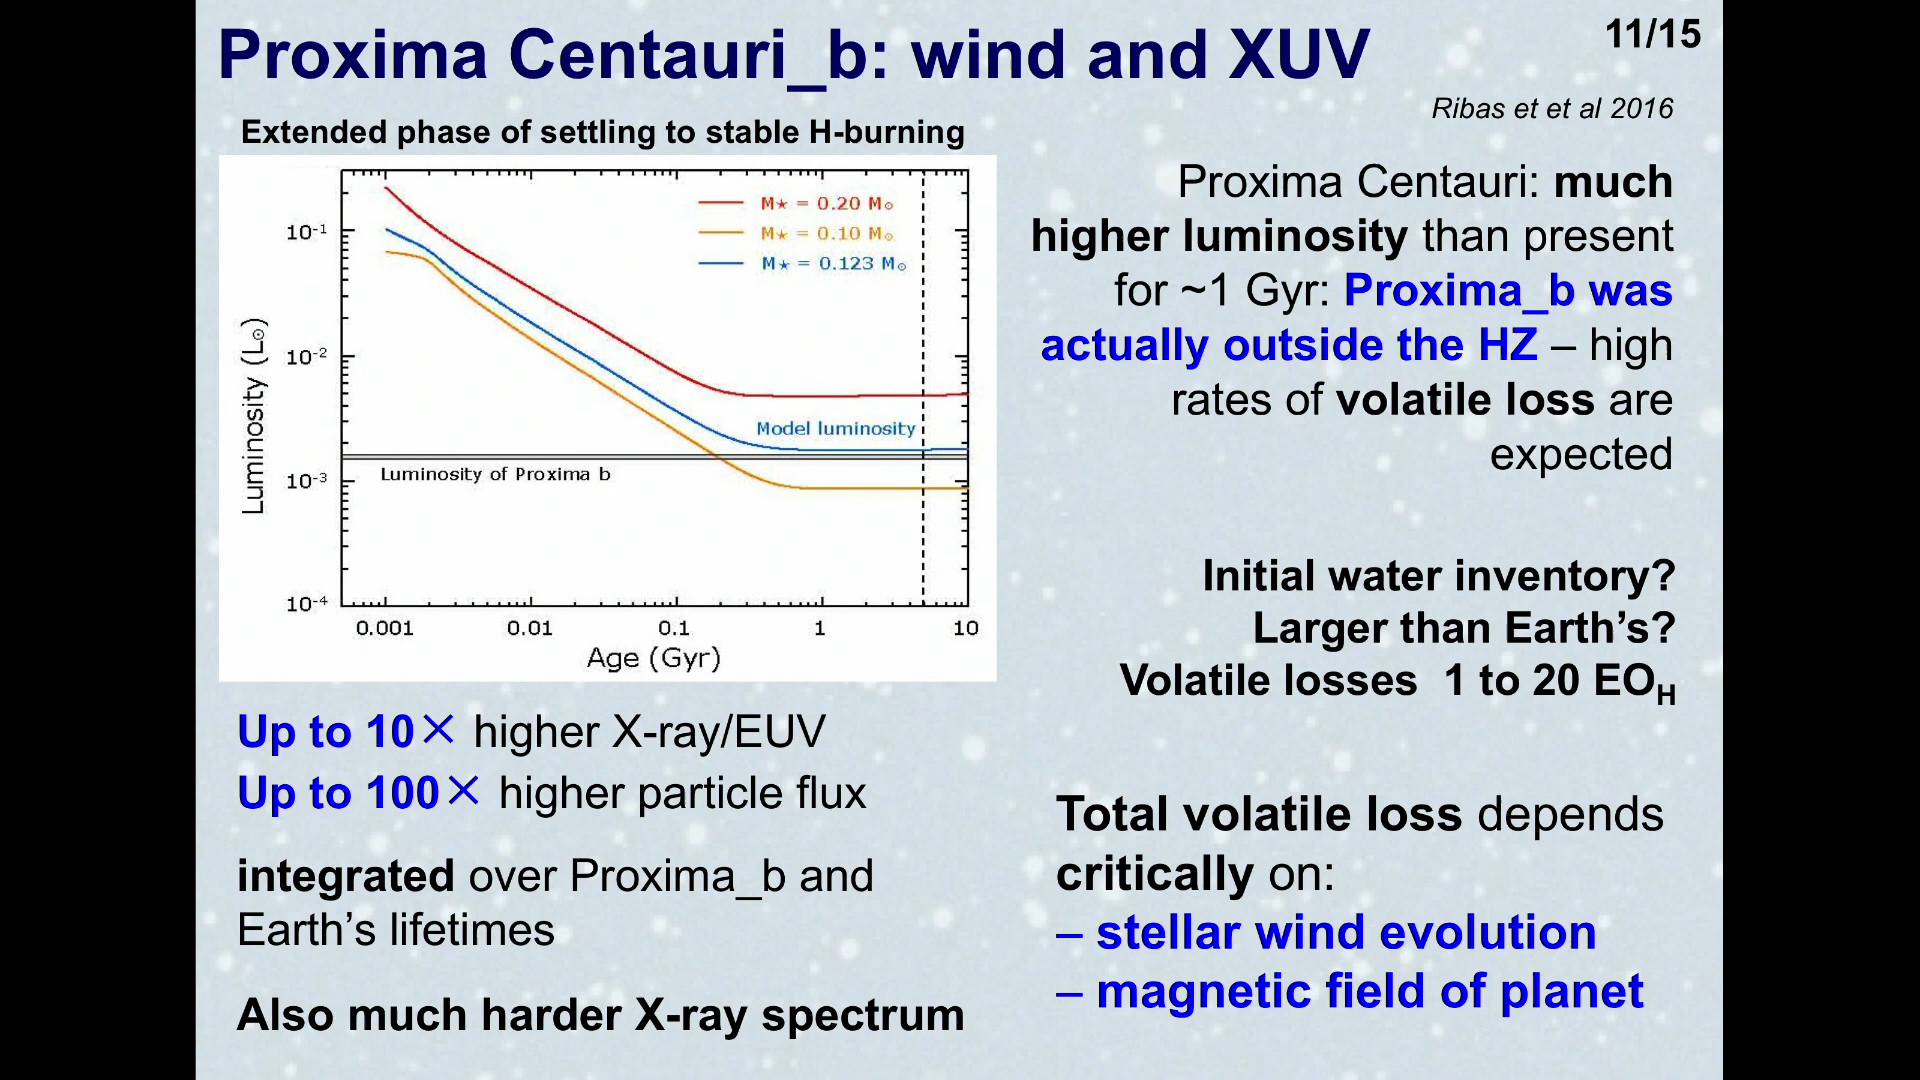 Proxima Centauri_b: wind and XUV
11/15
Ribas et et al 2016
Extended phase of settling to stable H-burning
M★ = 0.20 M⊙
M★ = 0.10 M⊙
M★ = 0.123 M⊙
Model luminosity
Luminosity of Proxima b
Luminosity (L⊙)
10⁻¹
10⁻²
10⁻³
10⁻⁴
0.001 0.01 0.1 1 10
Age (Gyr)
Proxima Centauri: much
higher luminosity than present
for ~1 Gyr: Proxima_b was
actually outside the HZ – high
rates of volatile loss are
expected
Initial water inventory?
Larger than Earth’s?
Volatile losses 1 to 20 EO_H
Up to 10× higher X-ray/EUV
Up to 100× higher particle flux
integrated over Proxima_b and
Earth’s lifetimes
Also much harder X-ray spectrum
Total volatile loss depends
critically on:
– stellar wind evolution
– magnetic field of planet